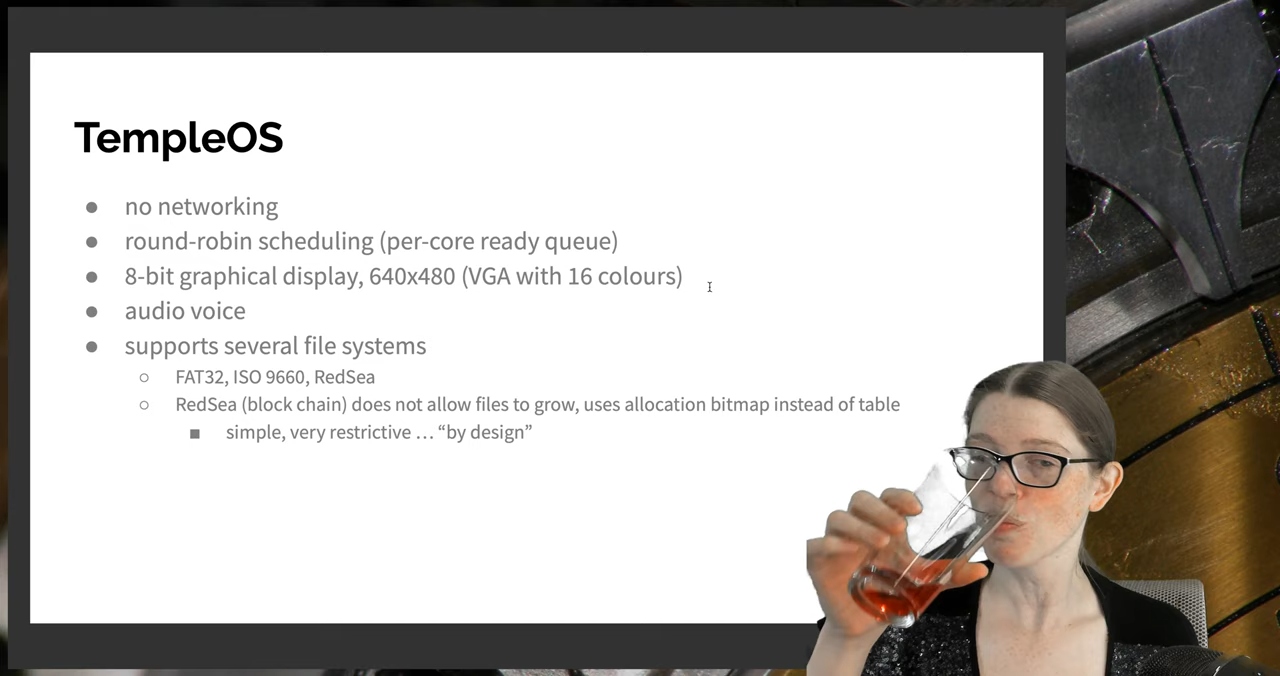 TempleOS
● no networking
● round-robin scheduling (per-core ready queue)
● 8-bit graphical display, 640x480 (VGA with 16 colours)
● audio voice
● supports several file systems
○ FAT32, ISO 9660, RedSea
○ RedSea (block chain) does not allow files to grow, uses allocation bitmap instead of table
■ simple, very restrictive … “by design”